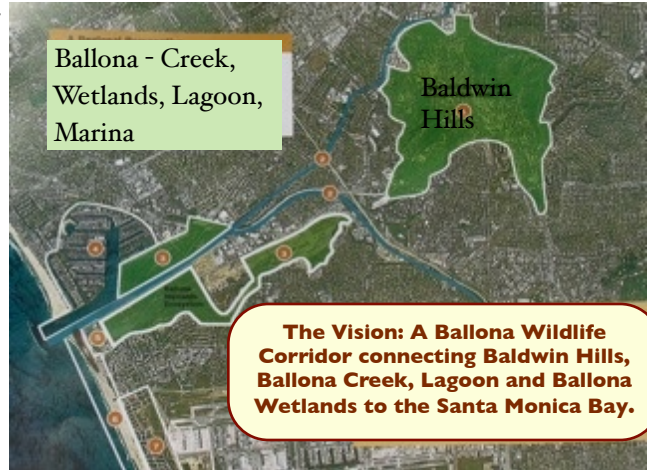 Ballona - Creek,
Wetlands, Lagoon,
Marina
Baldwin
Hills
The Vision: A Ballona Wildlife
Corridor connecting Baldwin Hills,
Ballona Creek, Lagoon and Ballona
Wetlands to the Santa Monica Bay.